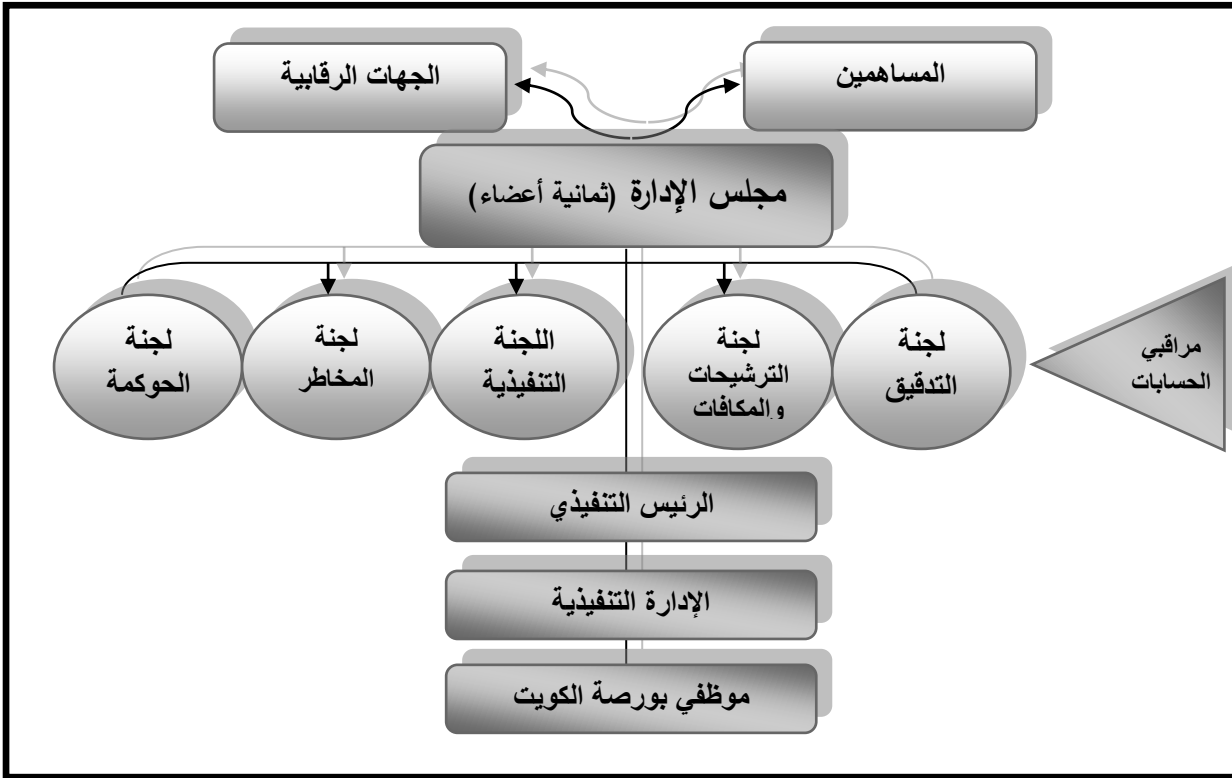 المساهمين
الجهات الرقابية
مجلس الإدارة (ثمانية أعضاء)
مراقبي
الحسابات
لجنة
التدقيق
لجنة
الترشيحات
والمكافات
اللجنة
التنفيذية
لجنة
المخاطر
لجنة
الحوكمة
الرئيس التنفيذي
الإدارة التنفيذية
موظفي بورصة الكويت